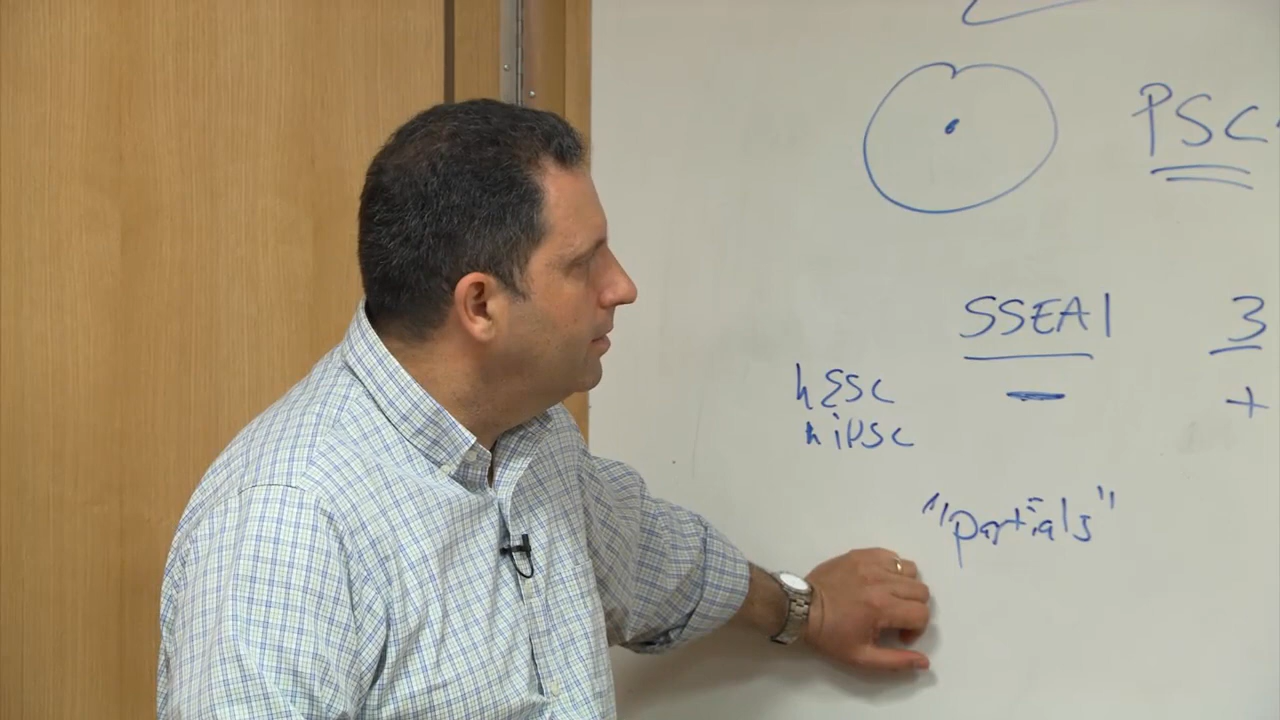 PSC
SSEA1 3
hESC — +
hiPSC
"partials"